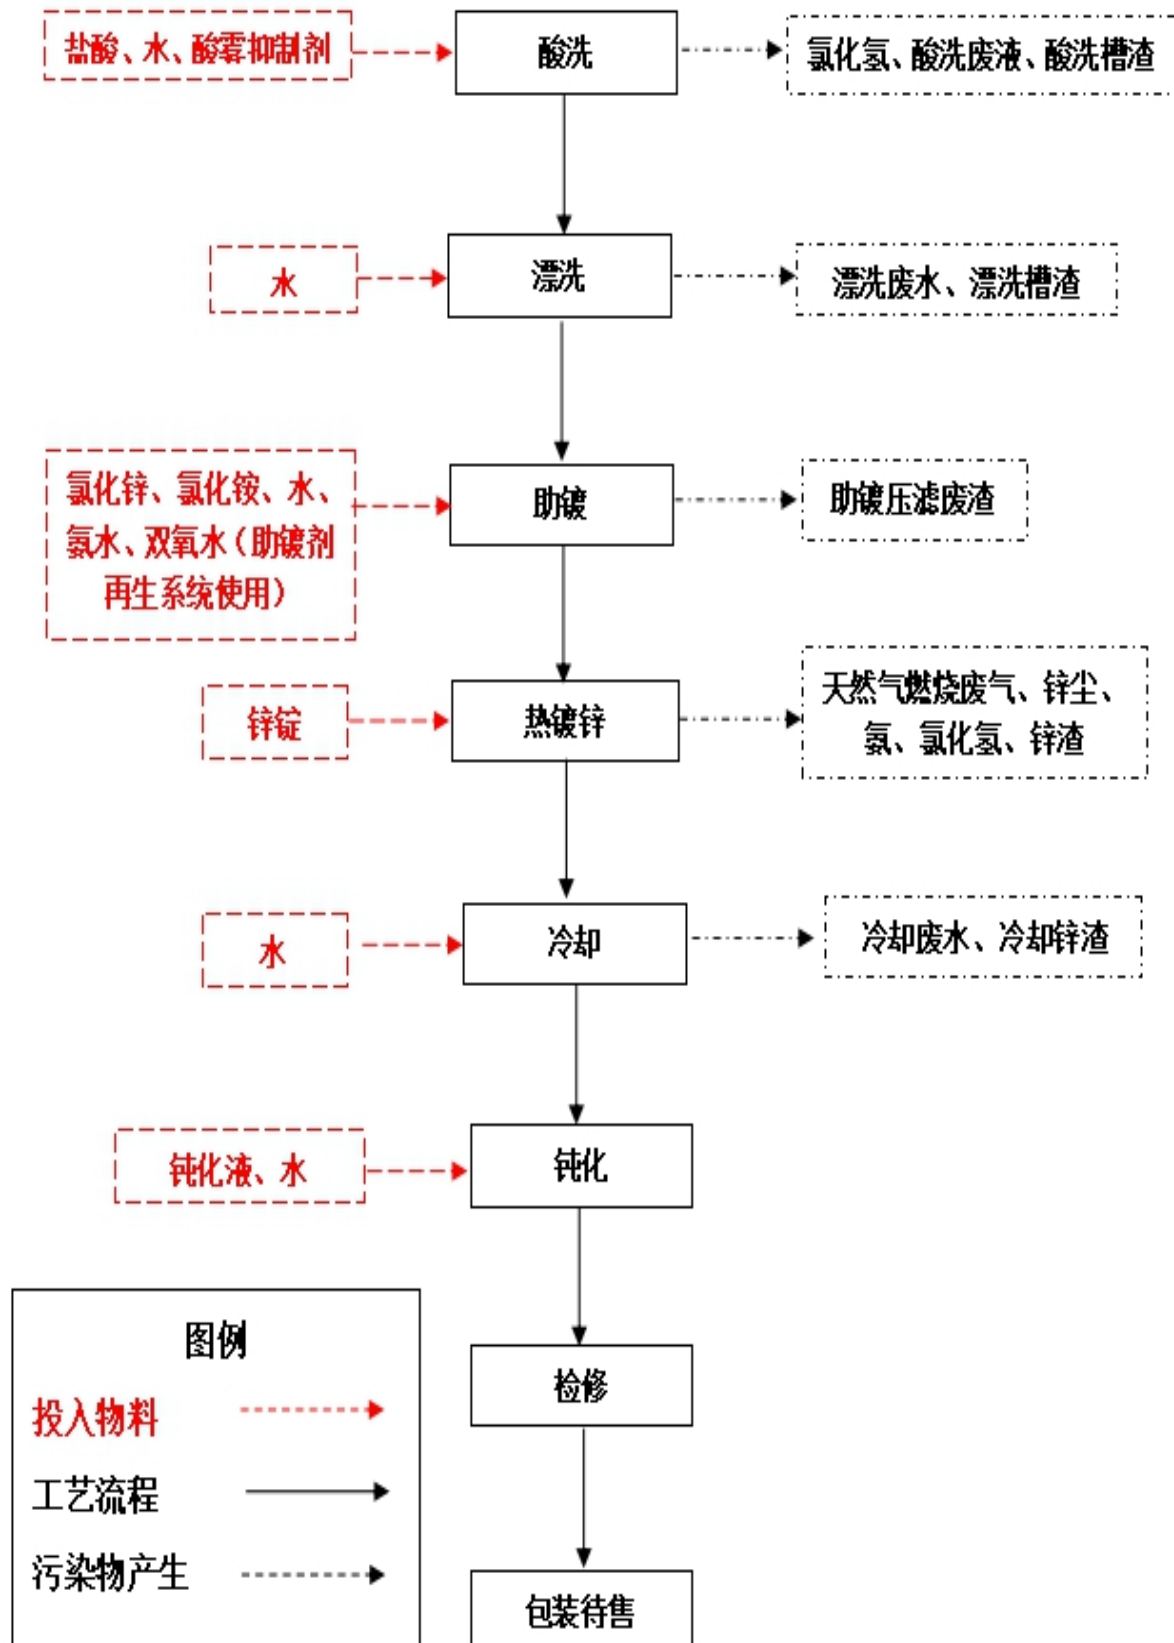 盐酸、水、酸雾抑制剂
酸洗
氯化氢、酸洗废液、酸洗槽渣
水
漂洗
漂洗废水、漂洗槽渣
氯化锌、氯化铵、水、
氨水、双氧水（助镀剂
再生系统使用）
助镀
助镀压滤废渣
锌锭
热镀锌
天然气燃烧废气、锌尘、
氨、氯化氢、锌渣
水
冷却
冷却废水、冷却锌渣
钝化液、水
钝化
检修
包装待售
图例
投入物料
工艺流程
污染物产生